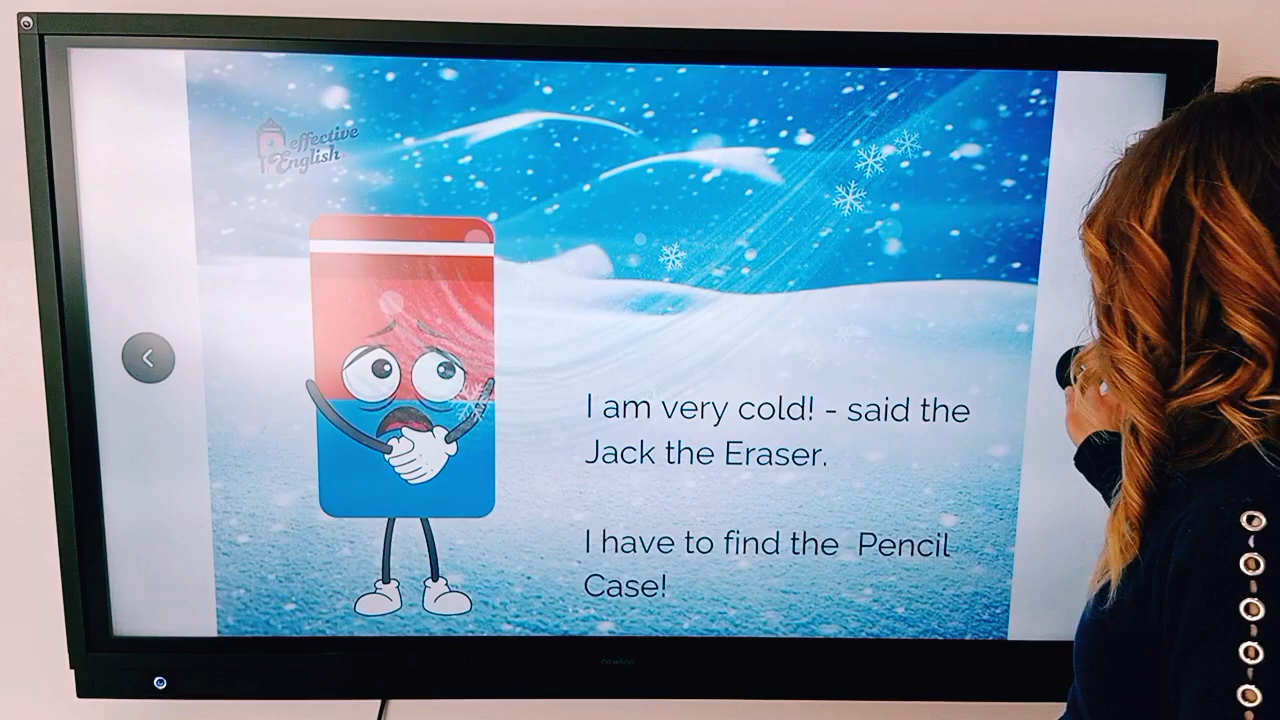 effective
English
I am very cold! - said the
Jack the Eraser.
I have to find the Pencil
Case!